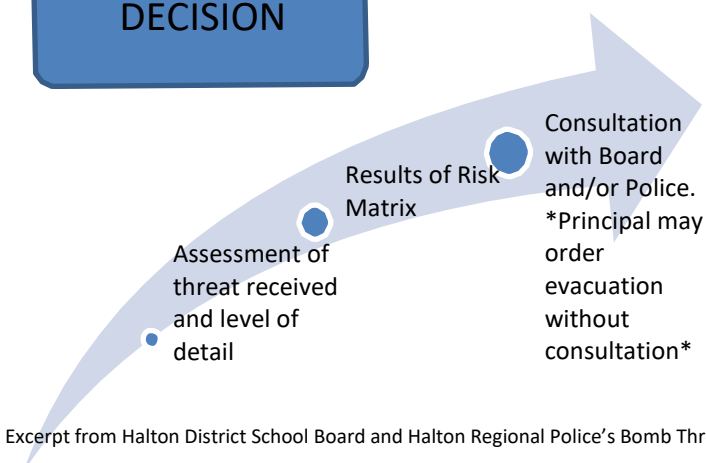 DECISION
Assessment of
threat received
and level of
detail
Results of Risk
Matrix
Consultation
with Board
and/or Police.
*Principal may
order
evacuation
without
consultation*
Excerpt from Halton District School Board and Halton Regional Police's Bomb Thr